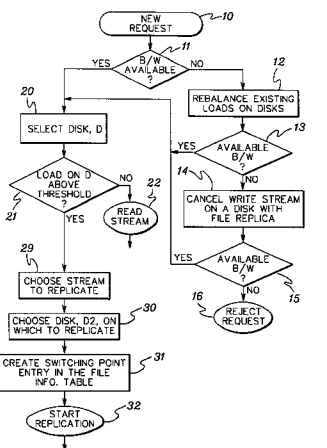 NEW
REQUEST
10
11
B/W
AVAILABLE
?
YES
NO
12
REBALANCE EXISTING
LOADS ON DISKS
20
SELECT DISK, D
13
AVAILABLE
B/W
?
YES
NO
LOAD ON D
ABOVE
THRESHOLD
?
21
NO
YES
22
READ
STREAM
14
CANCEL WRITE STREAM
ON A DISK WITH
FILE REPLICA
AVAILABLE
B/W
?
15
YES
NO
16
REJECT
REQUEST
29
CHOOSE STREAM
TO REPLICATE
30
CHOOSE DISK, D2, ON
WHICH TO REPLICATE
31
CREATE SWITCHING POINT
ENTRY IN THE FILE
INFO. TABLE
32
START
REPLICATION